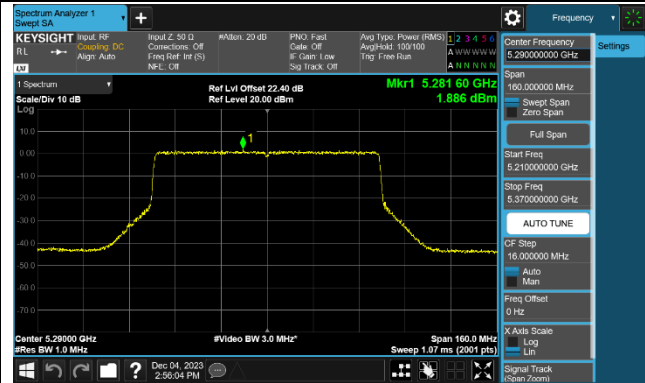 Spectrum Analyzer 1
Swept SA
Frequency
KEYSIGHT
RL
LXI
Input: RF
Coupling: DC
Align: Auto
Input Z: 50 Ω
Corrections: Off
Freq Ref: Int (S)
NFE: Off
#Atten: 20 dB
PNO: Fast
Gate: Off
IF Gain: Low
Sig Track: Off
Avg Type: Power (RMS)
Avg|Hold: 100/100
Trig: Free Run
1 2 3 4 5 6
A W W W W W
A N N N N N
1 Spectrum
Scale/Div 10 dB
Log
Ref Lvl Offset 22.40 dB
Ref Level 20.00 dBm
Mkr1 5.281 60 GHz
1.886 dBm
1
10.0
0.00
-10.0
-20.0
-30.0
-40.0
-50.0
-60.0
-70.0
Center 5.29000 GHz
#Res BW 1.0 MHz
#Video BW 3.0 MHz*
Span 160.0 MHz
Sweep 1.07 ms (2001 pts)
Dec 04, 2023
2:56:04 PM
Center Frequency
5.290000000 GHz
Settings
Span
160.000000 MHz
Swept Span
Zero Span
Full Span
Start Freq
5.210000000 GHz
Stop Freq
5.370000000 GHz
AUTO TUNE
CF Step
16.000000 MHz
Auto
Man
Freq Offset
0 Hz
X Axis Scale
Log
Lin
Signal Track
(Span Zoom)